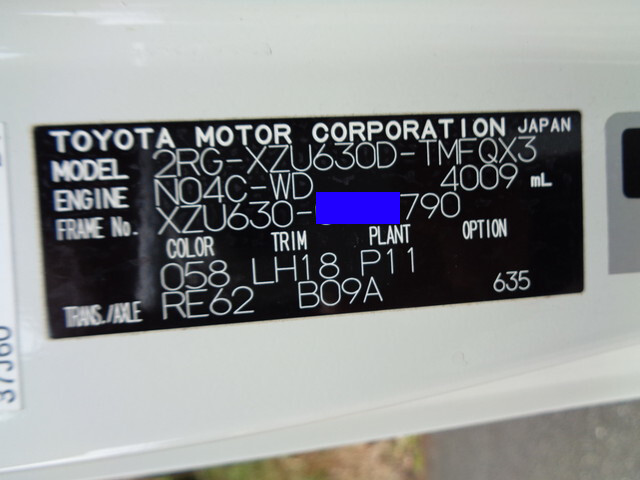 TOYOTA MOTOR CORPORATION JAPAN
MODEL 2RG-XZU630D-TMFQX3
ENGINE N04C-WD 4009 mL
FRAME No. XZU630- 790
COLOR TRIM PLANT OPTION
058 LH18 P11
TRANS./AXLE RE62 B09A 635